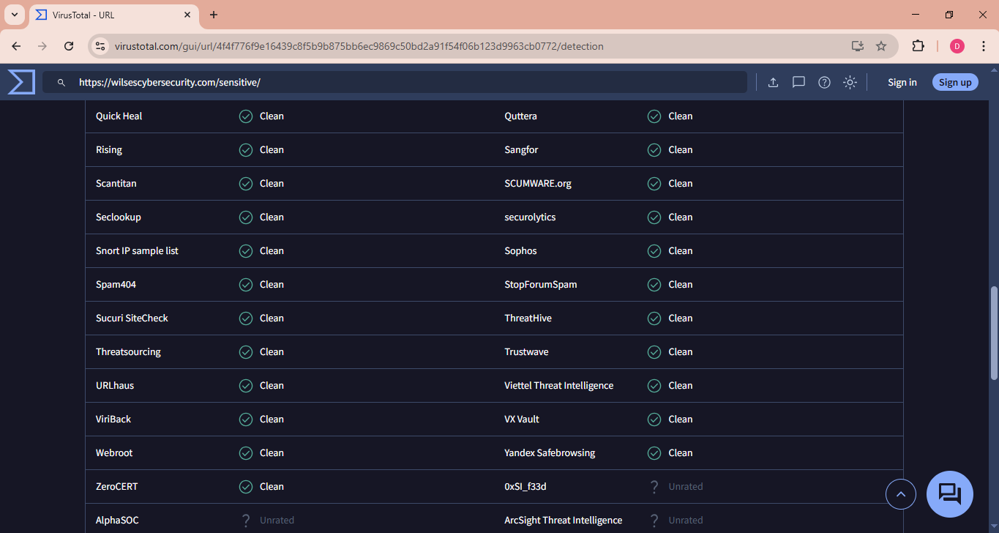 VirusTotal - URL
virustotal.com/gui/url/4f4f776f9e16439c8f5b9b875bb6ec9869c50bd2a91f54f06b123d9963cb0772/detection
D
https://wilsescybersecurity.com/sensitive/
Sign in
Sign up
Quick Heal Clean Quttera Clean
Rising Clean Sangfor Clean
Scantitan Clean SCUMWARE.org Clean
Seclookup Clean securolytics Clean
Snort IP sample list Clean Sophos Clean
Spam404 Clean StopForumSpam Clean
Sucuri SiteCheck Clean ThreatHive Clean
Threatsourcing Clean Trustwave Clean
URLhaus Clean Viettel Threat Intelligence Clean
ViriBack Clean VX Vault Clean
Webroot Clean Yandex Safebrowsing Clean
ZeroCERT Clean 0xSI_f33d ? Unrated
AlphaSOC ? Unrated ArcSight Threat Intelligence ? Unrated